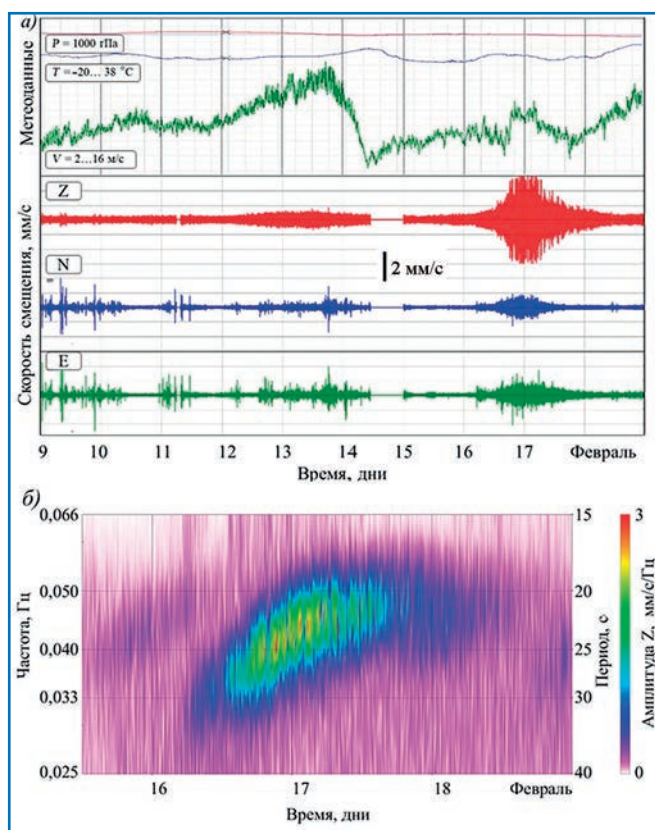 а)
Метеоданные
P = 1000 гПа
T = –20... 38 °C
V = 2...16 м/с
Скорость смещения, мм/с
Z
2 мм/с
N
E
9 10 11 12 13 14 15 16 17 Февраль
Время, дни
б)
Частота, Гц
0,066
0,050
0,040
0,033
0,025
15
20
25
30
40
Период, с
3
0
Амплитуда Z, мм/с/Гц
16 17 18 Февраль
Время, дни